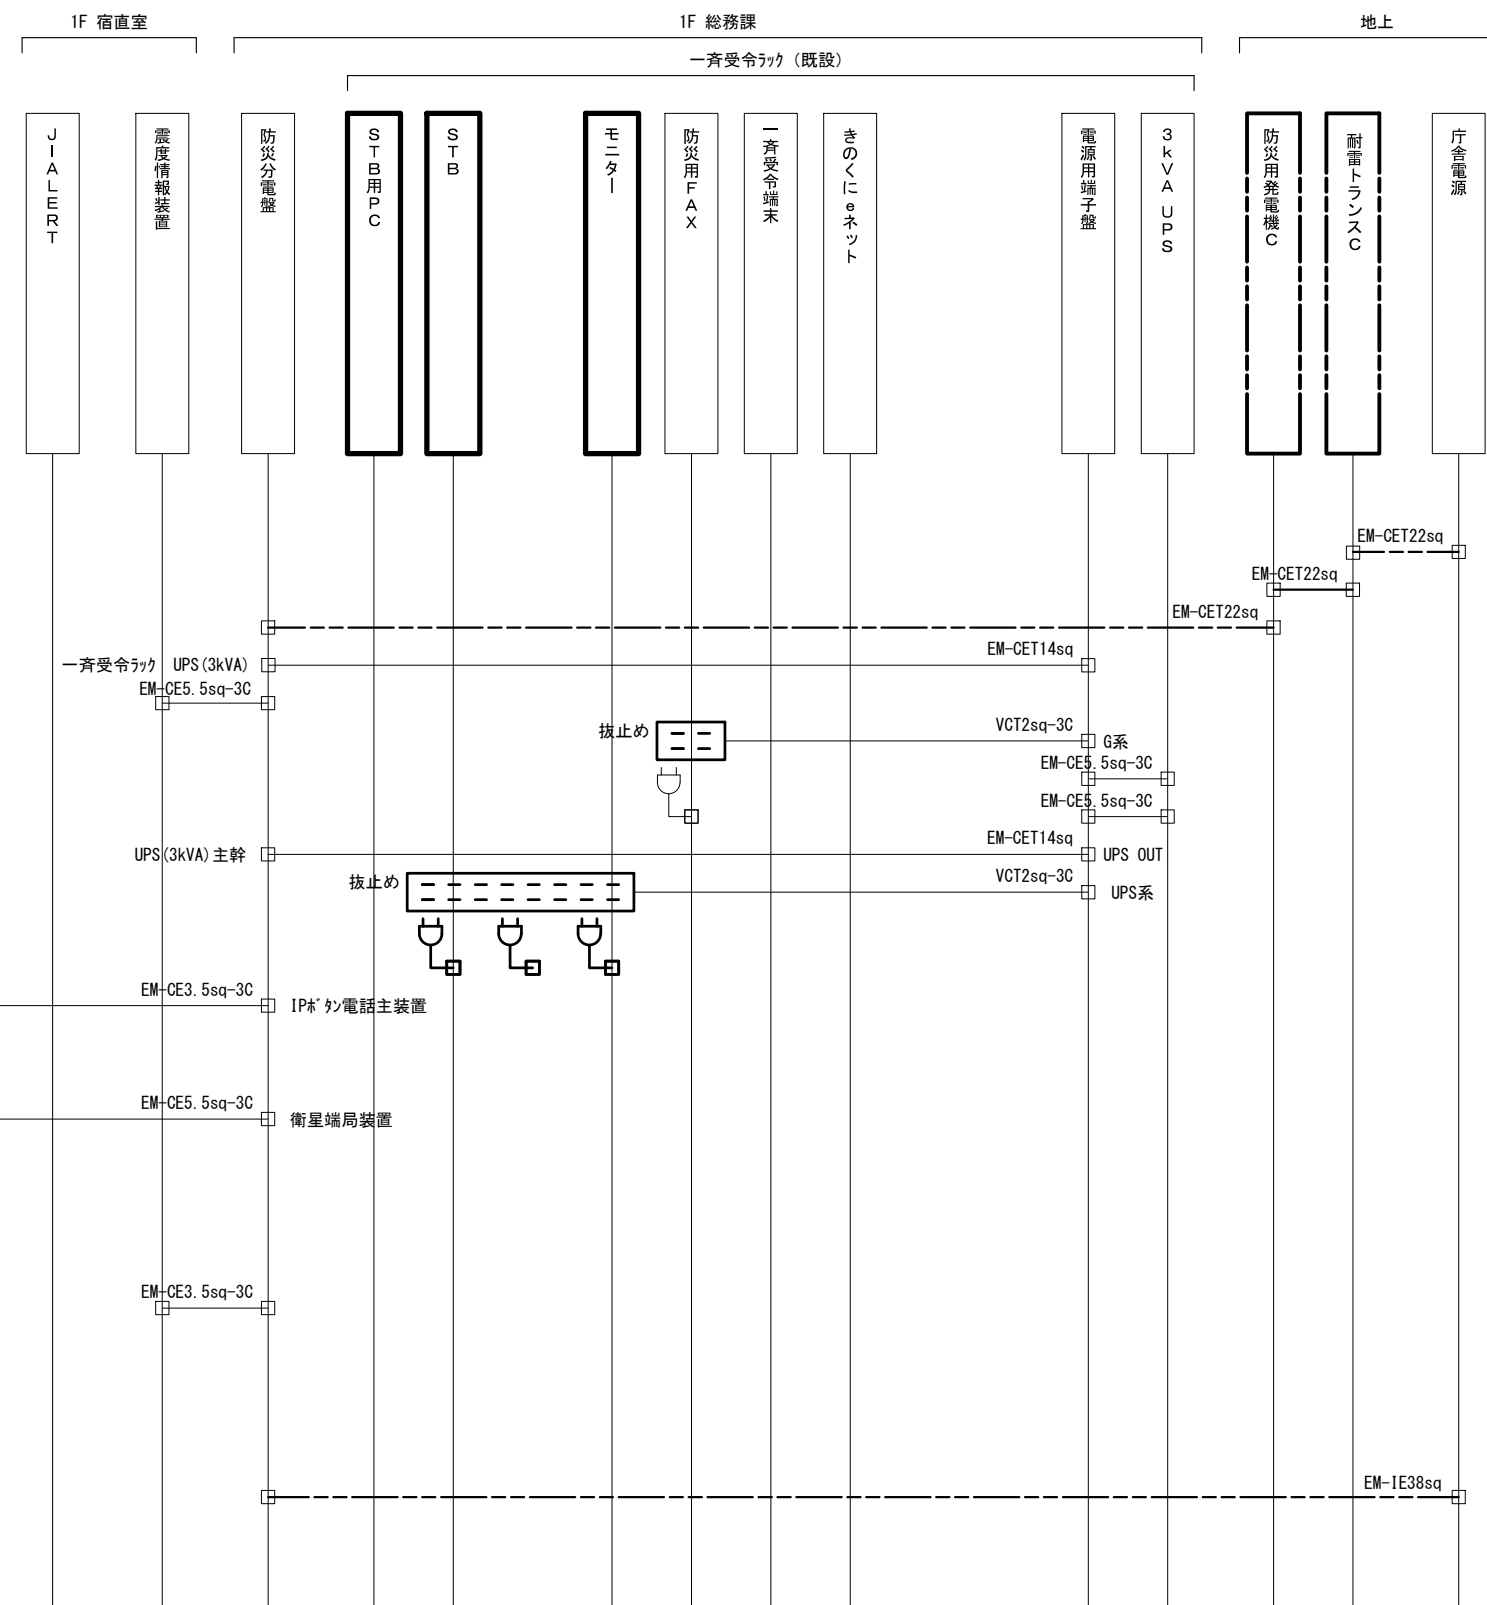 1F 宿直室
1F 総務課
地上
一斉受令ﾗｯｸ (既設)
J-ALERT
震度情報装置
防災分電盤
STB用PC
STB
モニター
防災用FAX
一斉受令端末
きのくにeネット
電源用端子盤
3kVA UPS
防災用発電機C
耐雷トランスC
庁舎電源
EM-CET22sq
EM-CET22sq
EM-CET22sq
一斉受令ﾗｯｸ UPS(3kVA)
EM-CET14sq
EM-CE5.5sq-3C
抜止め
VCT2sq-3C
G系
EM-CE5.5sq-3C
EM-CE5.5sq-3C
UPS(3kVA)主幹
EM-CET14sq
UPS OUT
抜止め
VCT2sq-3C
UPS系
EM-CE3.5sq-3C
IPﾎﾞﾀﾝ電話主装置
EM-CE5.5sq-3C
衛星端局装置
EM-CE3.5sq-3C
EM-IE38sq